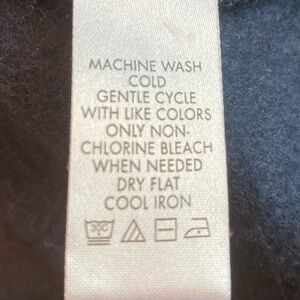 MACHINE WASH
COLD
GENTLE CYCLE
WITH LIKE COLORS
ONLY NON-
CHLORINE BLEACH
WHEN NEEDED
DRY FLAT
COOL IRON